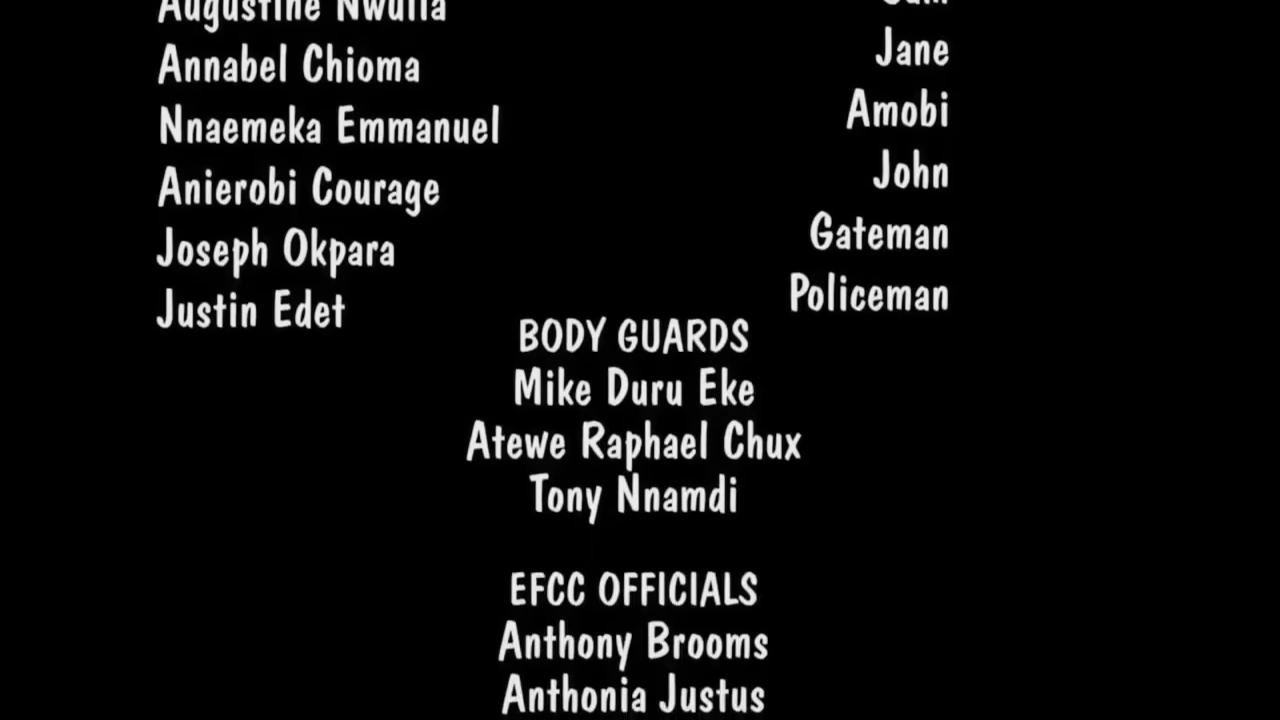 Augustine
Annabel Chioma Jane
Nnaemeka Emmanuel Amobi
Anierobi Courage John
Joseph Okpara Gateman
Justin Edet Policeman
BODY GUARDS
Mike Duru Eke
Atewe Raphael Chux
Tony Nnamdi
EFCC OFFICIALS
Anthony Brooms
Anthonia Justus